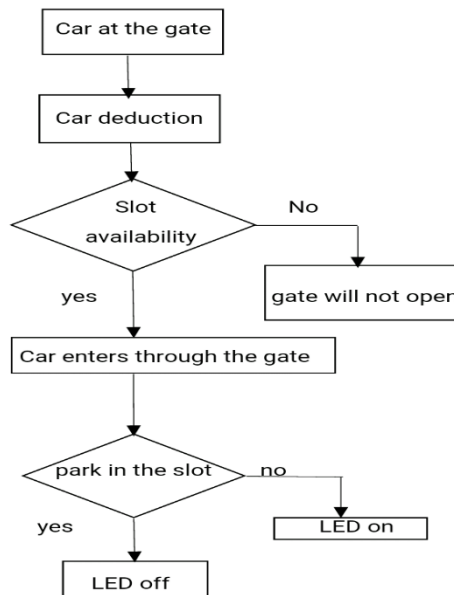 Car at the gate
Car deduction
Slot
availability
No
yes
gate will not open
Car enters through the gate
park in the slot
no
yes
LED on
LED off